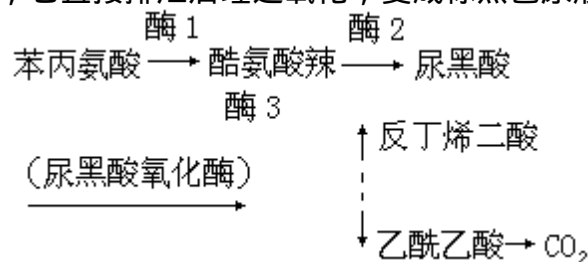 酶 1 酶 2
苯丙氨酸 → 酷氨酸辣 → 尿黑酸
酶 3
反丁烯二酸
(尿黑酸氧化酶)
乙酰乙酸→CO₂